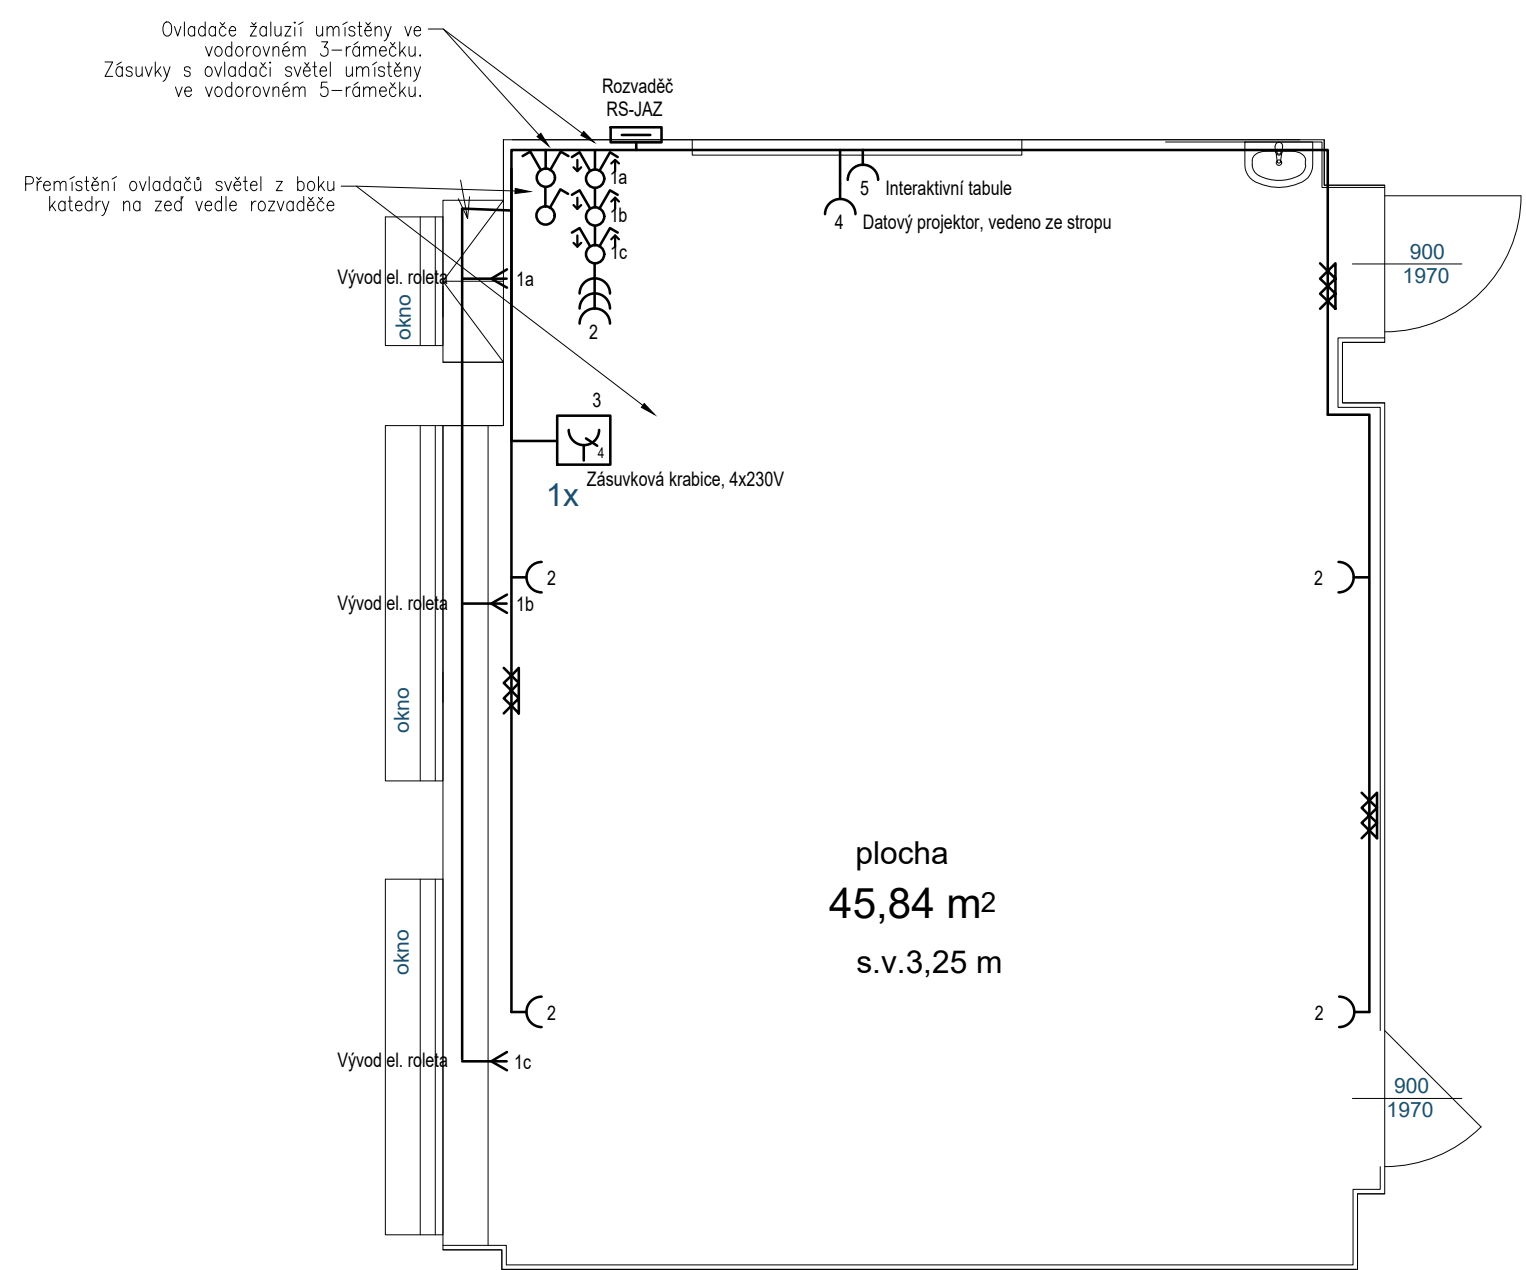 Ovladače žaluzií umístěny ve
vodorovném 3-rámečku.
Zásuvky s ovladači světel umístěny
ve vodorovném 5-rámečku.
Rozvaděč
RS-JAZ
Přemístění ovladačů světel z boku
katedry na zeď vedle rozvaděče
1a
1b
1c
2
5 Interaktivní tabule
4 Datový projektor, vedeno ze stropu
900
1970
Vývod el. roleta 1a
okno
3
4
Zásuvková krabice, 4x230V
1x
2
2
Vývod el. roleta 1b
okno
plocha
45,84 m2
s.v.3,25 m
okno
2
2
Vývod el. roleta 1c
900
1970